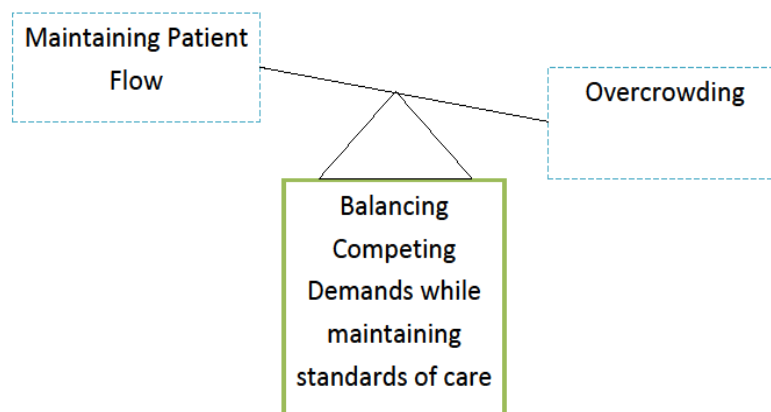 Maintaining Patient
Flow
Overcrowding
Balancing
Competing
Demands while
maintaining
standards of care